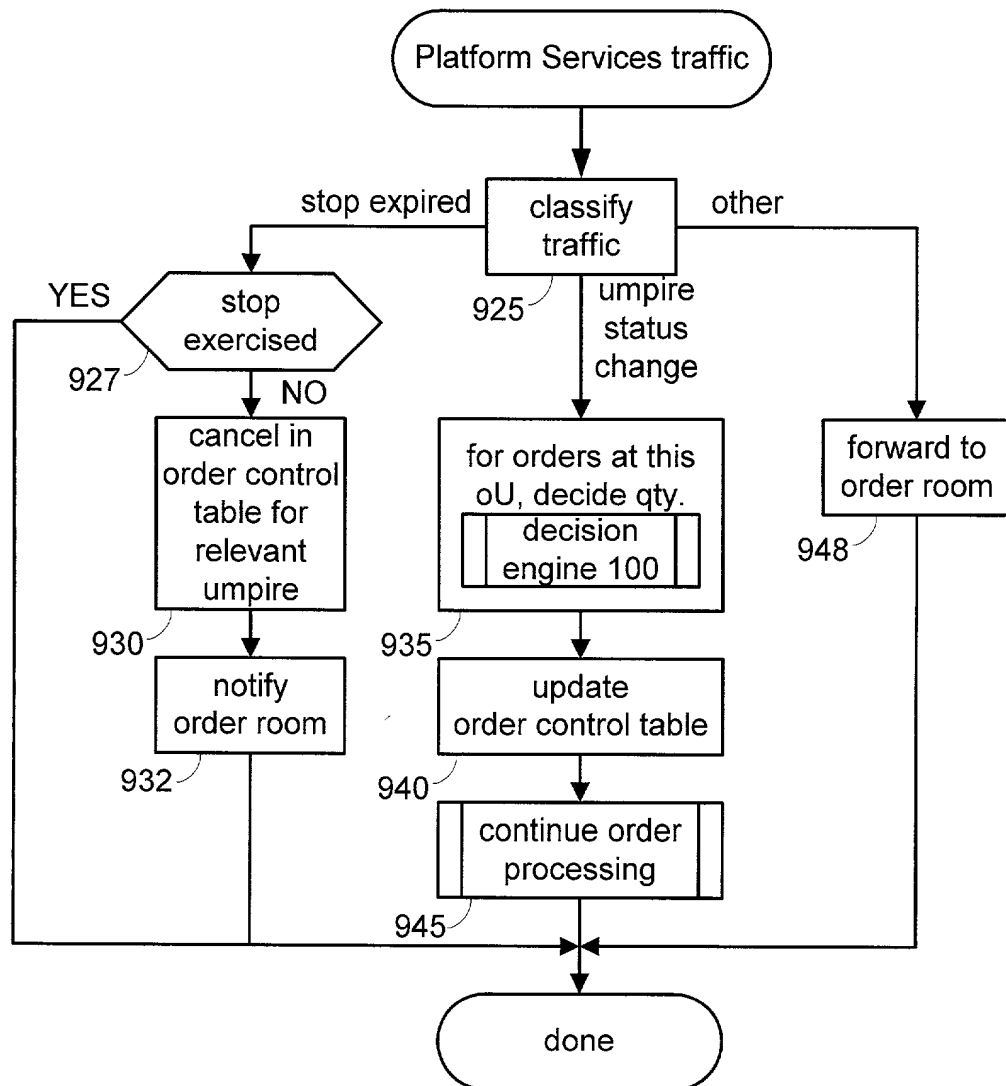 Platform Services traffic
stop expired
classify
traffic
other
925
YES
stop
exercised
927
umpire
status
change
NO
cancel in
order control
table for
relevant
umpire
930
for orders at this
oU, decide qty.
decision
engine 100
935
forward to
order room
948
notify
order room
932
update
order control table
940
continue order
processing
945
done